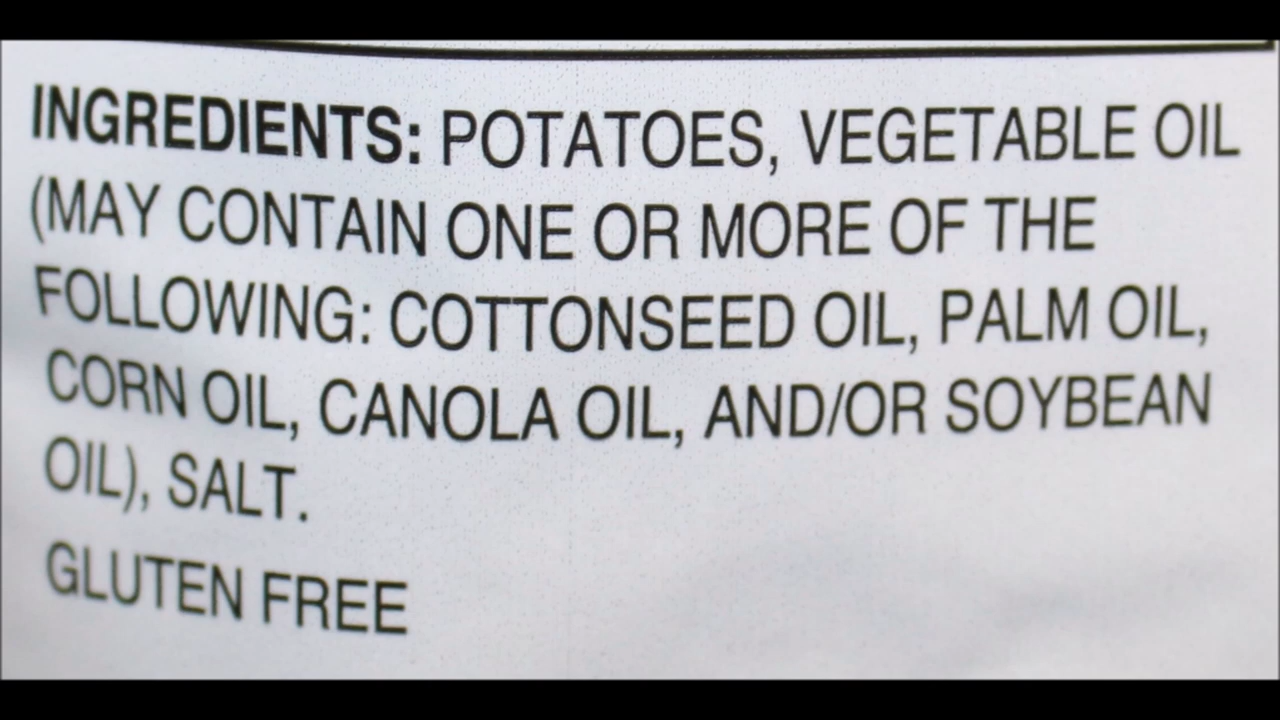 INGREDIENTS: POTATOES, VEGETABLE OIL
(MAY CONTAIN ONE OR MORE OF THE
FOLLOWING: COTTONSEED OIL, PALM OIL,
CORN OIL, CANOLA OIL, AND/OR SOYBEAN
OIL), SALT.
GLUTEN FREE